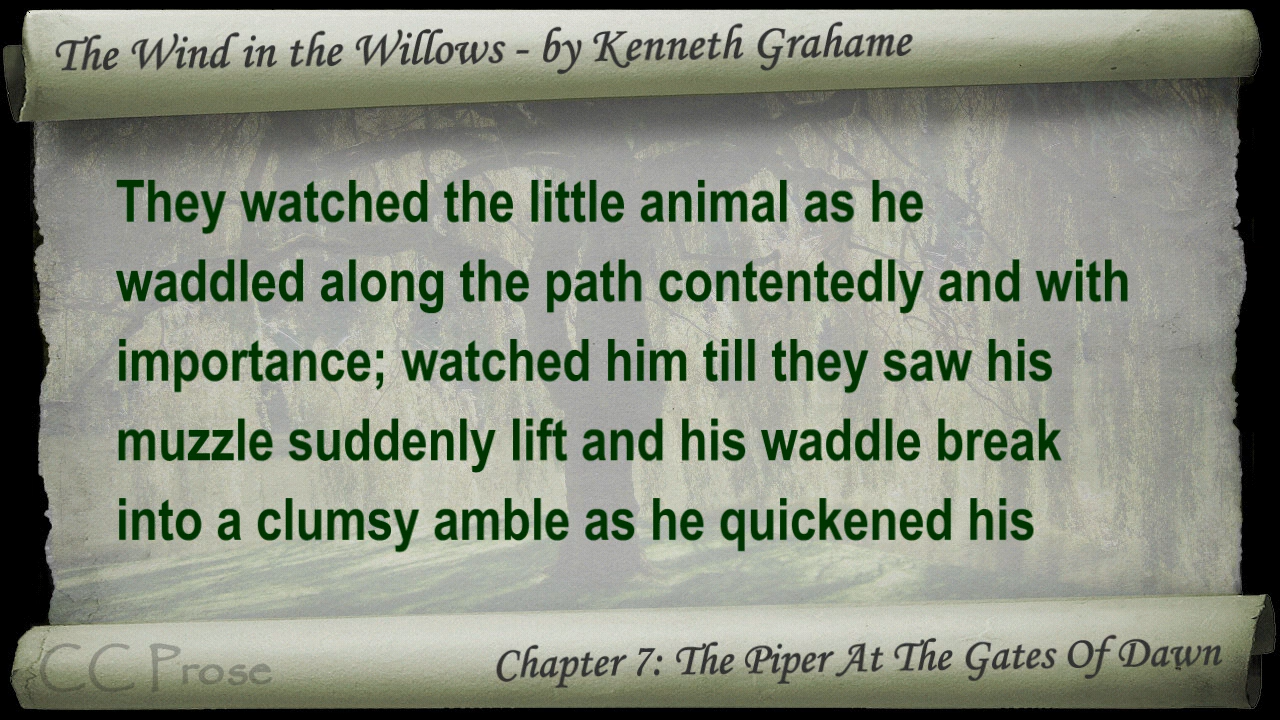 The Wind in the Willows - by Kenneth Grahame
They watched the little animal as he
waddled along the path contentedly and with
importance; watched him till they saw his
muzzle suddenly lift and his waddle break
into a clumsy amble as he quickened his
CC Prose
Chapter 7: The Piper At The Gates Of Dawn